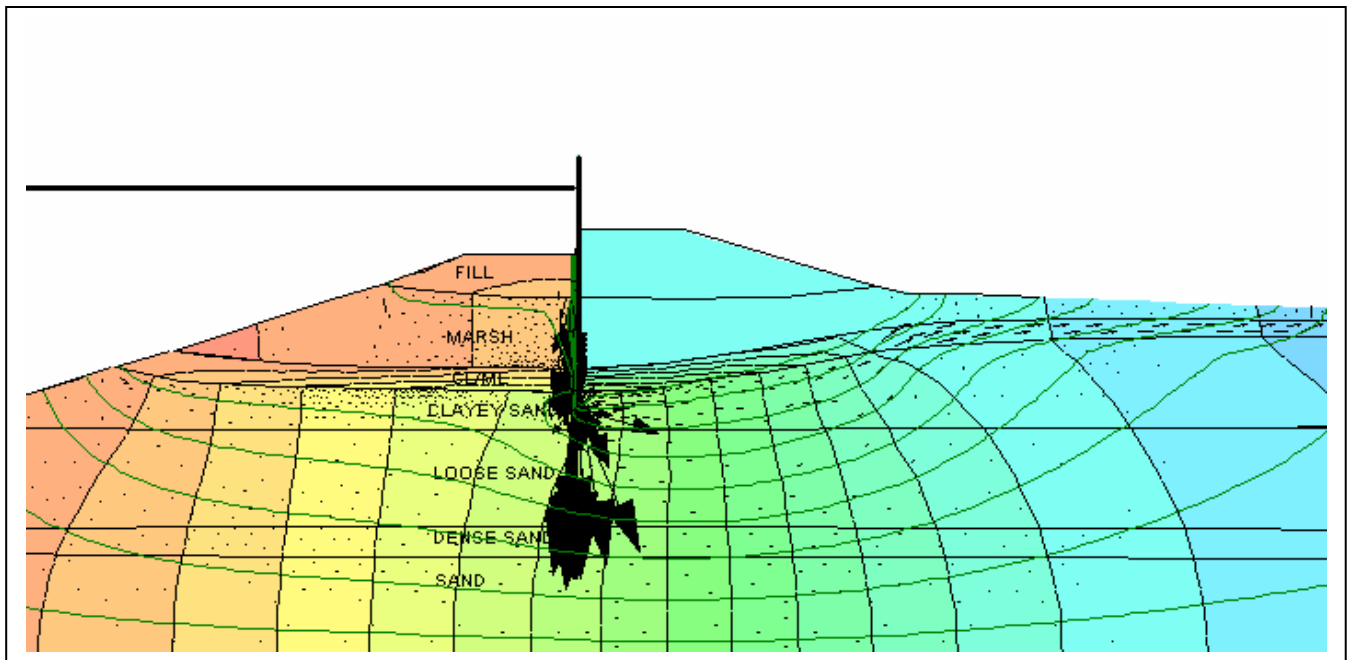 FILL
MARSH
CL/ML
CLAYEY SAND
LOOSE SAND
DENSE SAND
SAND